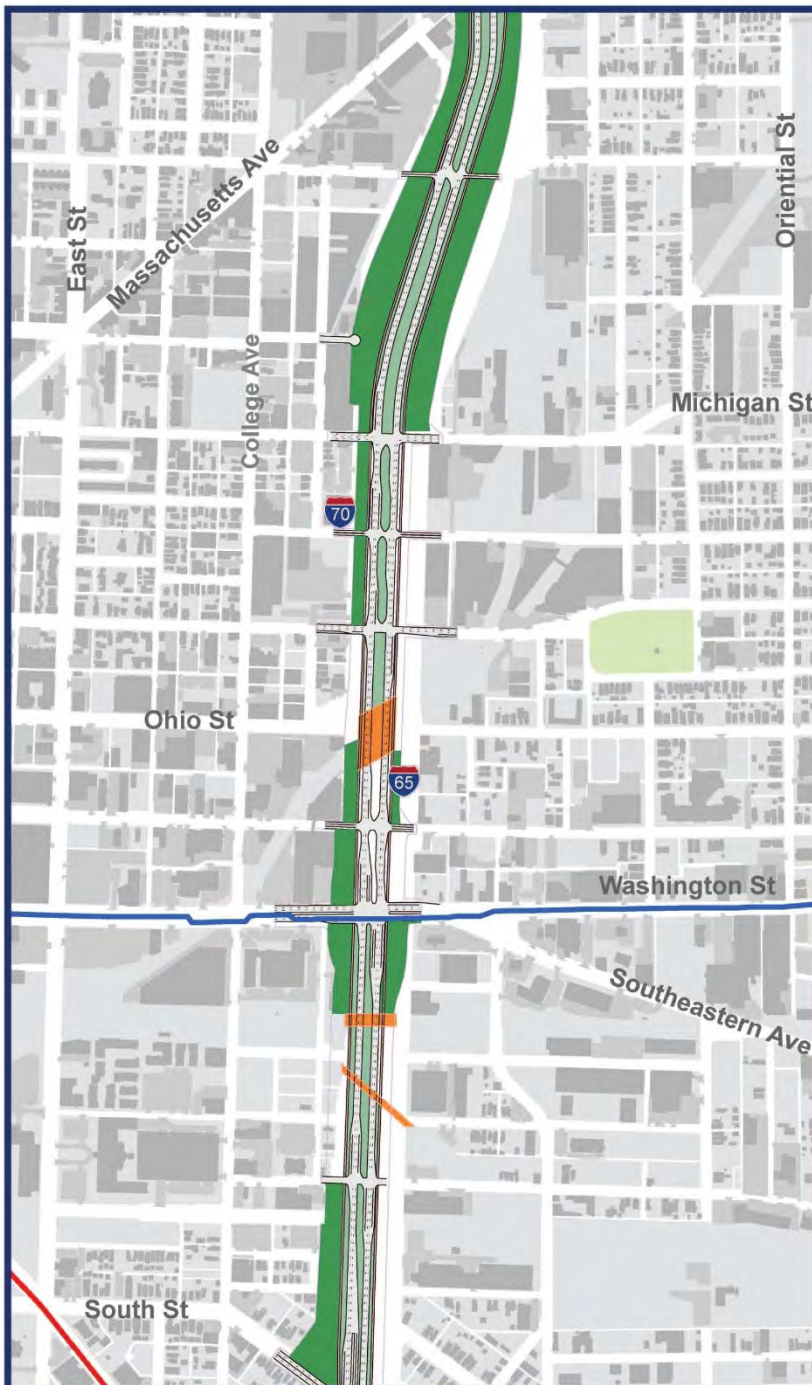 Oriential St
East St
Massachusetts Ave
College Ave
Michigan St
70
Ohio St
65
Washington St
Southeastern Ave
South St